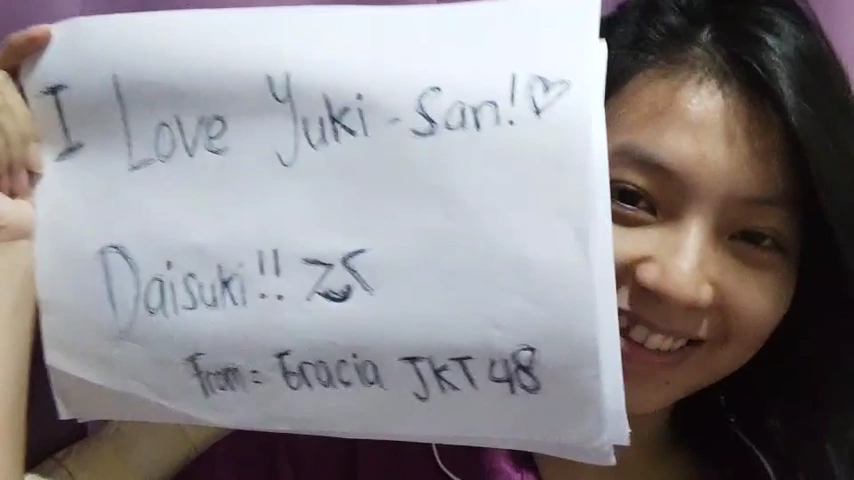 I Love Yuki-San! ♡
Daisuki!!
From = Gracia JKT48